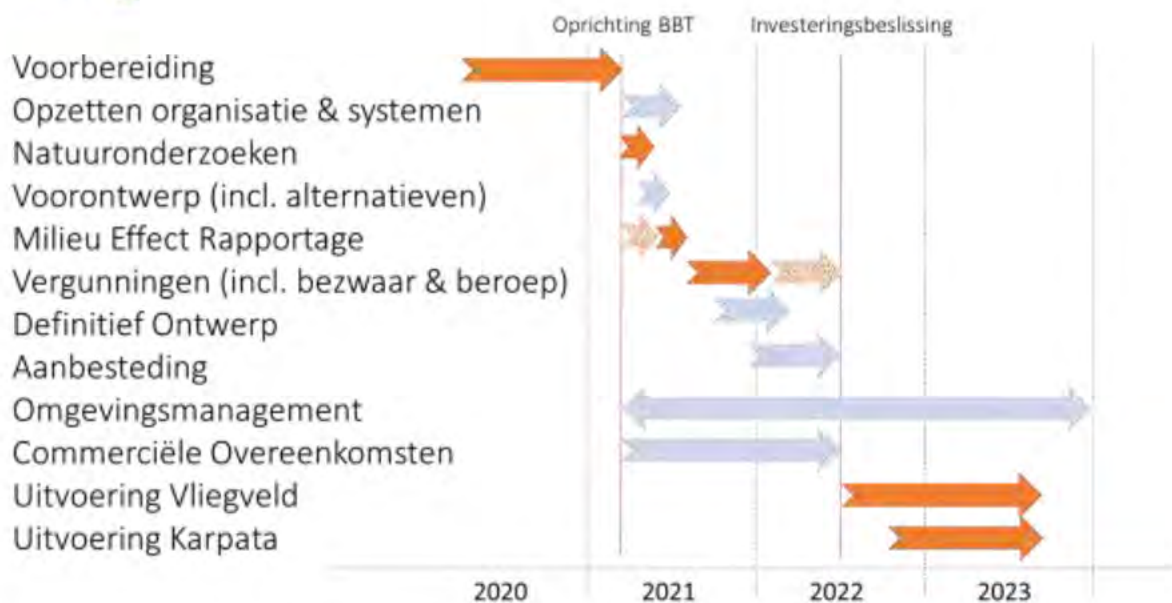 Oprichting BBT Investeringsbeslissing
Voorbereiding
Opzetten organisatie & systemen
Natuuronderzoeken
Voorontwerp (incl. alternatieven)
Milieu Effect Rapportage
Vergunningen (incl. bezwaar & beroep)
Definitief Ontwerp
Aanbesteding
Omgevingsmanagement
Commerciële Overeenkomsten
Uitvoering Vliegveld
Uitvoering Karpata
2020 2021 2022 2023